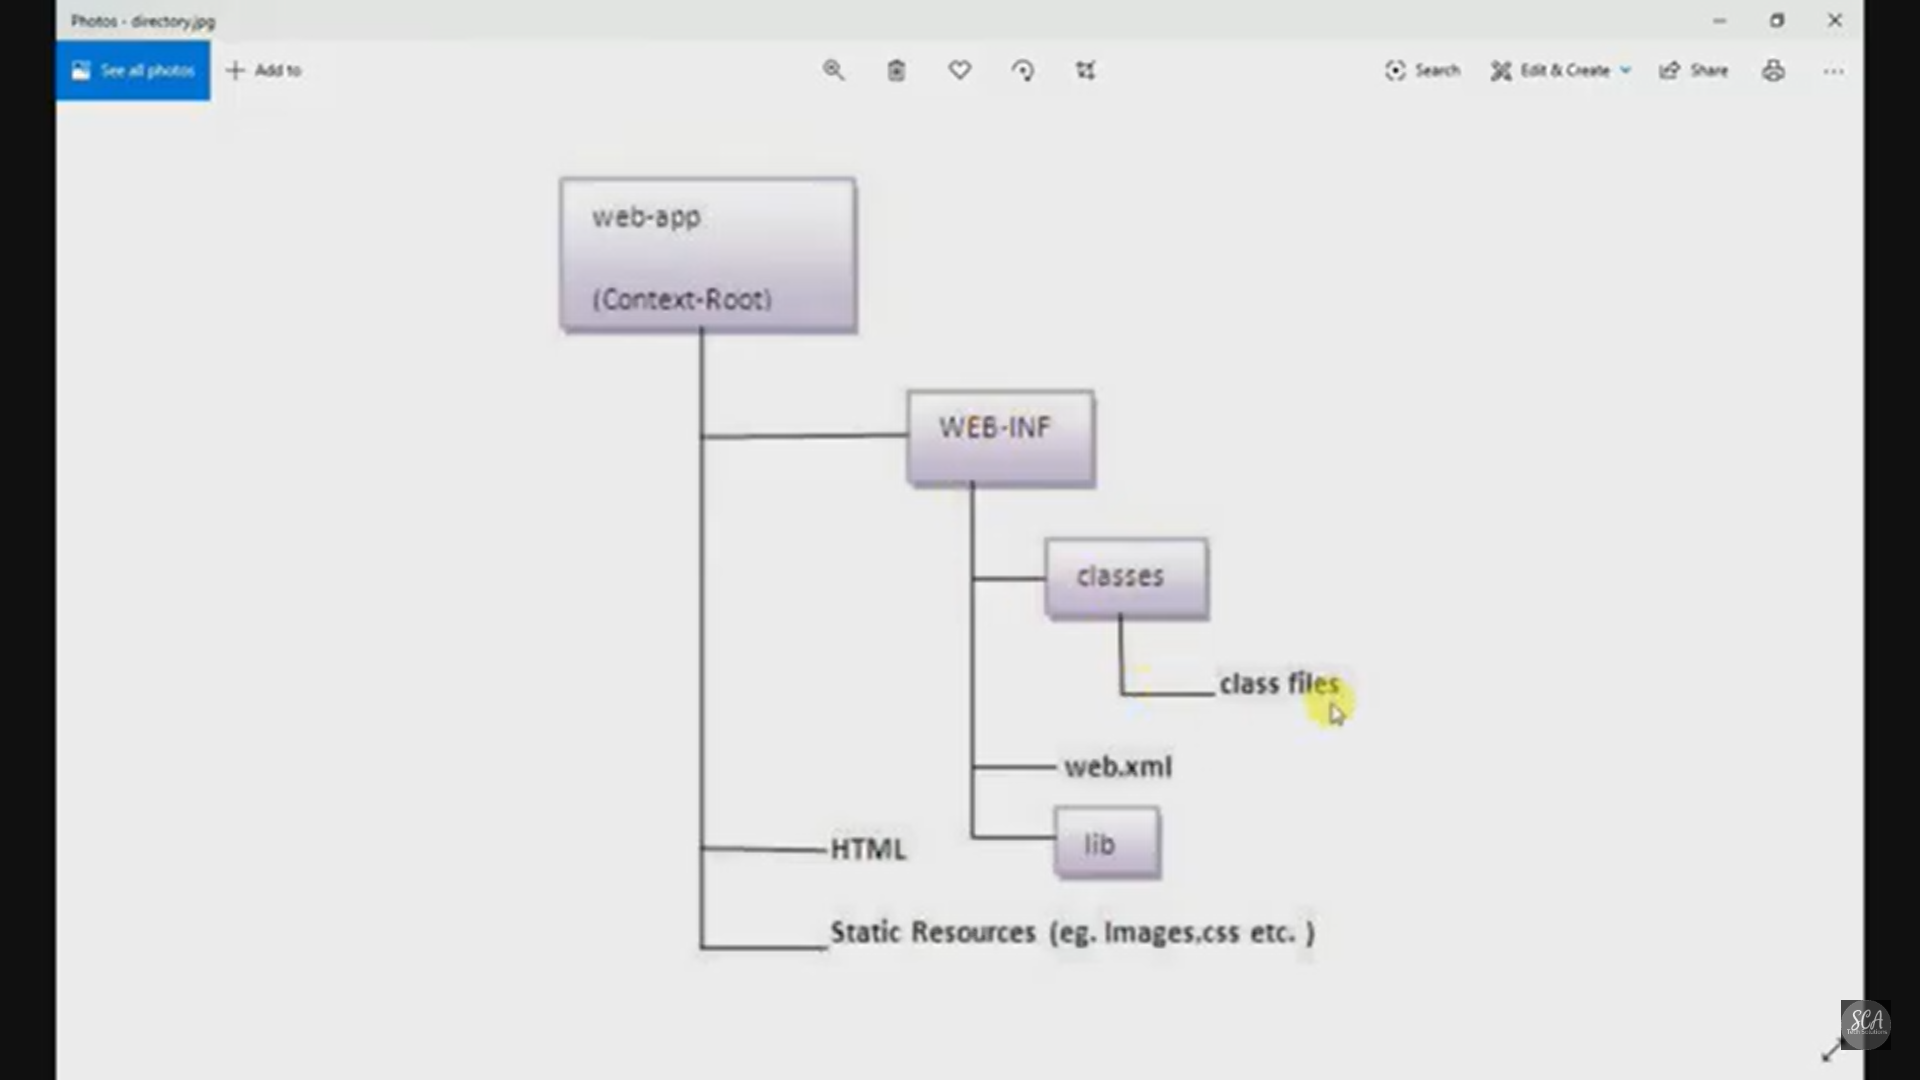 Photos - directory.jpg
See all photos
Add to
Search
Edit & Create
Share
web-app
(Context-Root)
WEB-INF
classes
class files
web.xml
lib
HTML
Static Resources (eg. Images,css etc. )
SCA